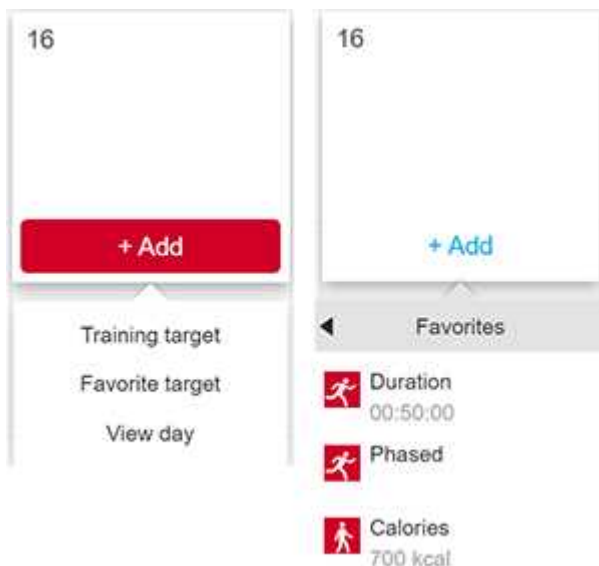 16
+ Add
Training target
Favorite target
View day
16
+ Add
Favorites
Duration
00:50:00
Phased
Calories
700 kcal